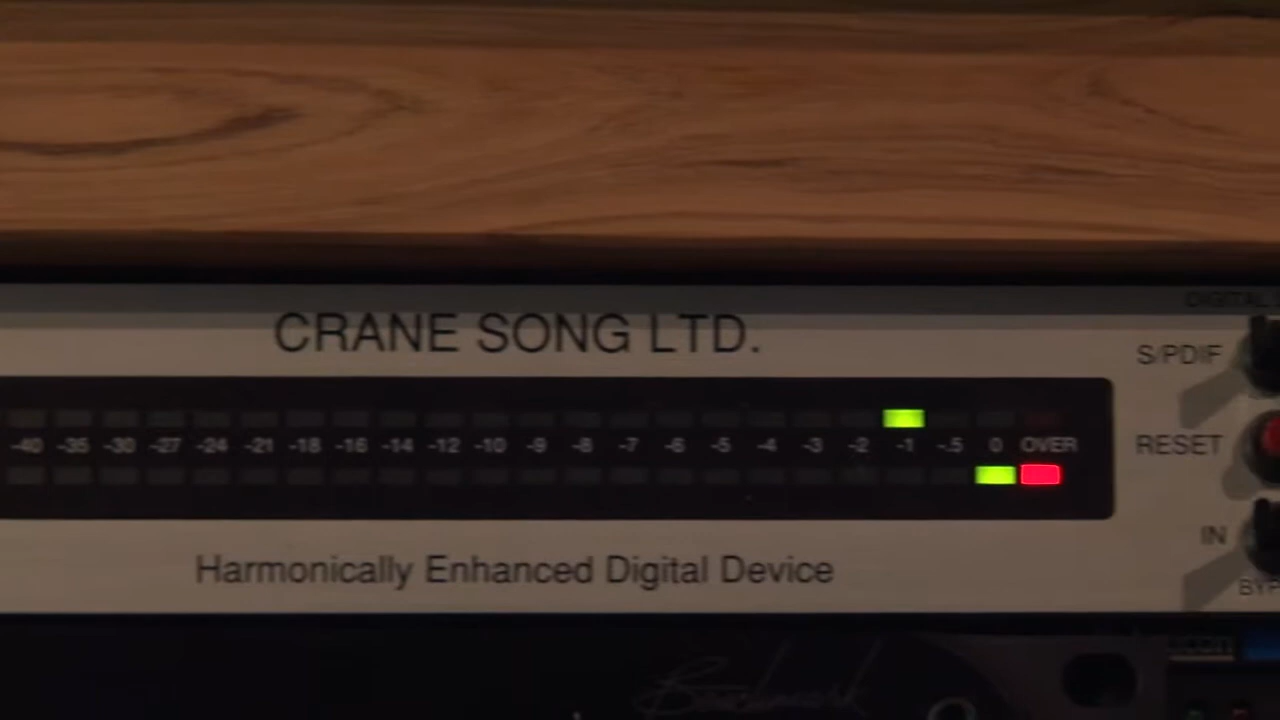 DIGITAL
CRANE SONG LTD.
S/PDIF
-40 -35 -30 -27 -24 -21 -18 -16 -14 -12 -10 -9 -8 -7 -6 -5 -4 -3 -2 -1 -.5 0 OVER
RESET
IN
Harmonically Enhanced Digital Device